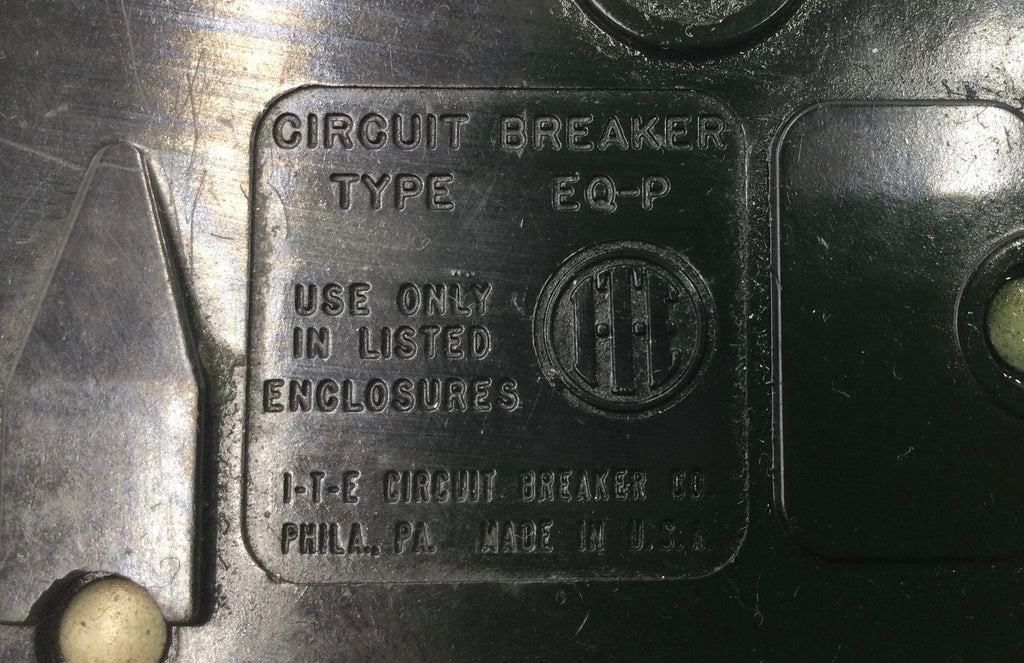 CIRCUIT BREAKER
TYPE EQ-P
USE ONLY
IN LISTED
ENCLOSURES
I-T-E
I-T-E CIRCUIT BREAKER CO.
PHILA., PA. MADE IN U.S.A.